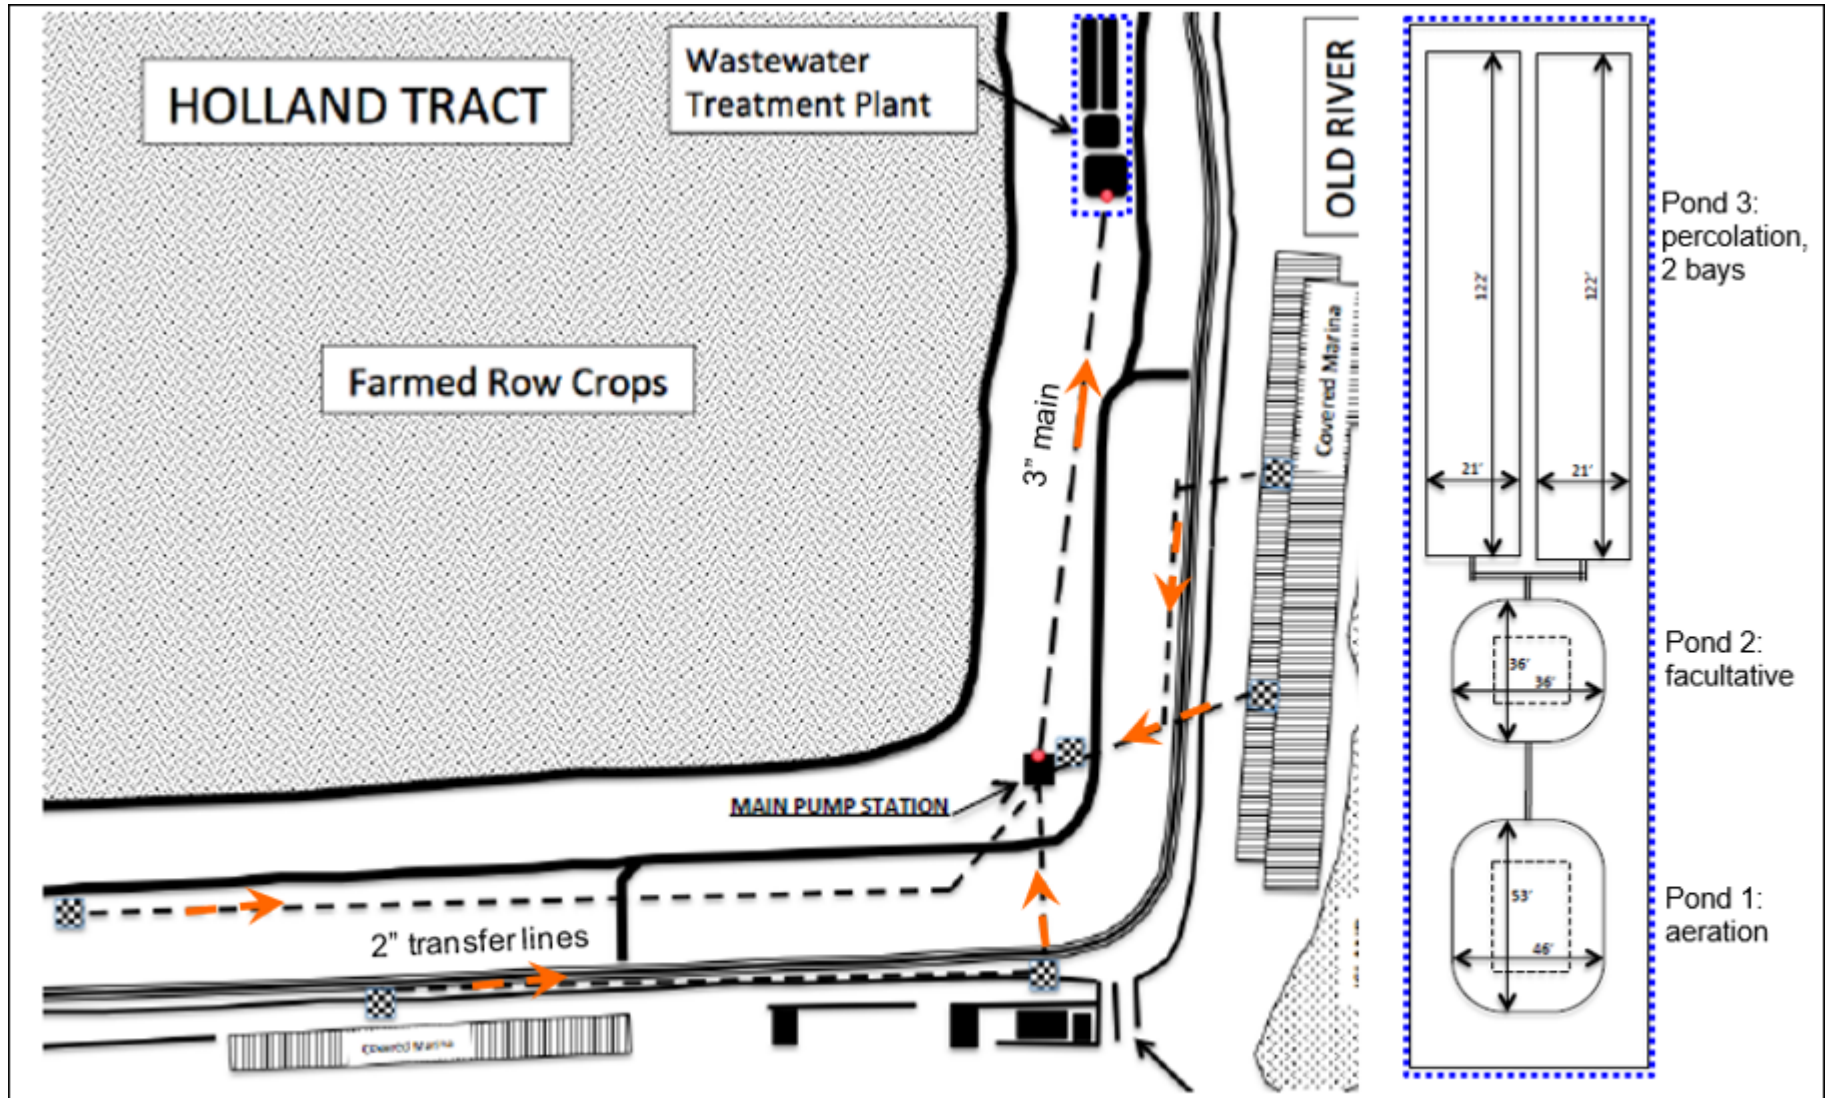 HOLLAND TRACT
Wastewater
Treatment Plant
OLD RIVER
Farmed Row Crops
3" main
Covered Marina
MAIN PUMP STATION
2" transfer lines
Covered Marina
122'
122'
21'
21'
Pond 3:
percolation,
2 bays
36'
36'
Pond 2:
facultative
53'
46'
Pond 1:
aeration